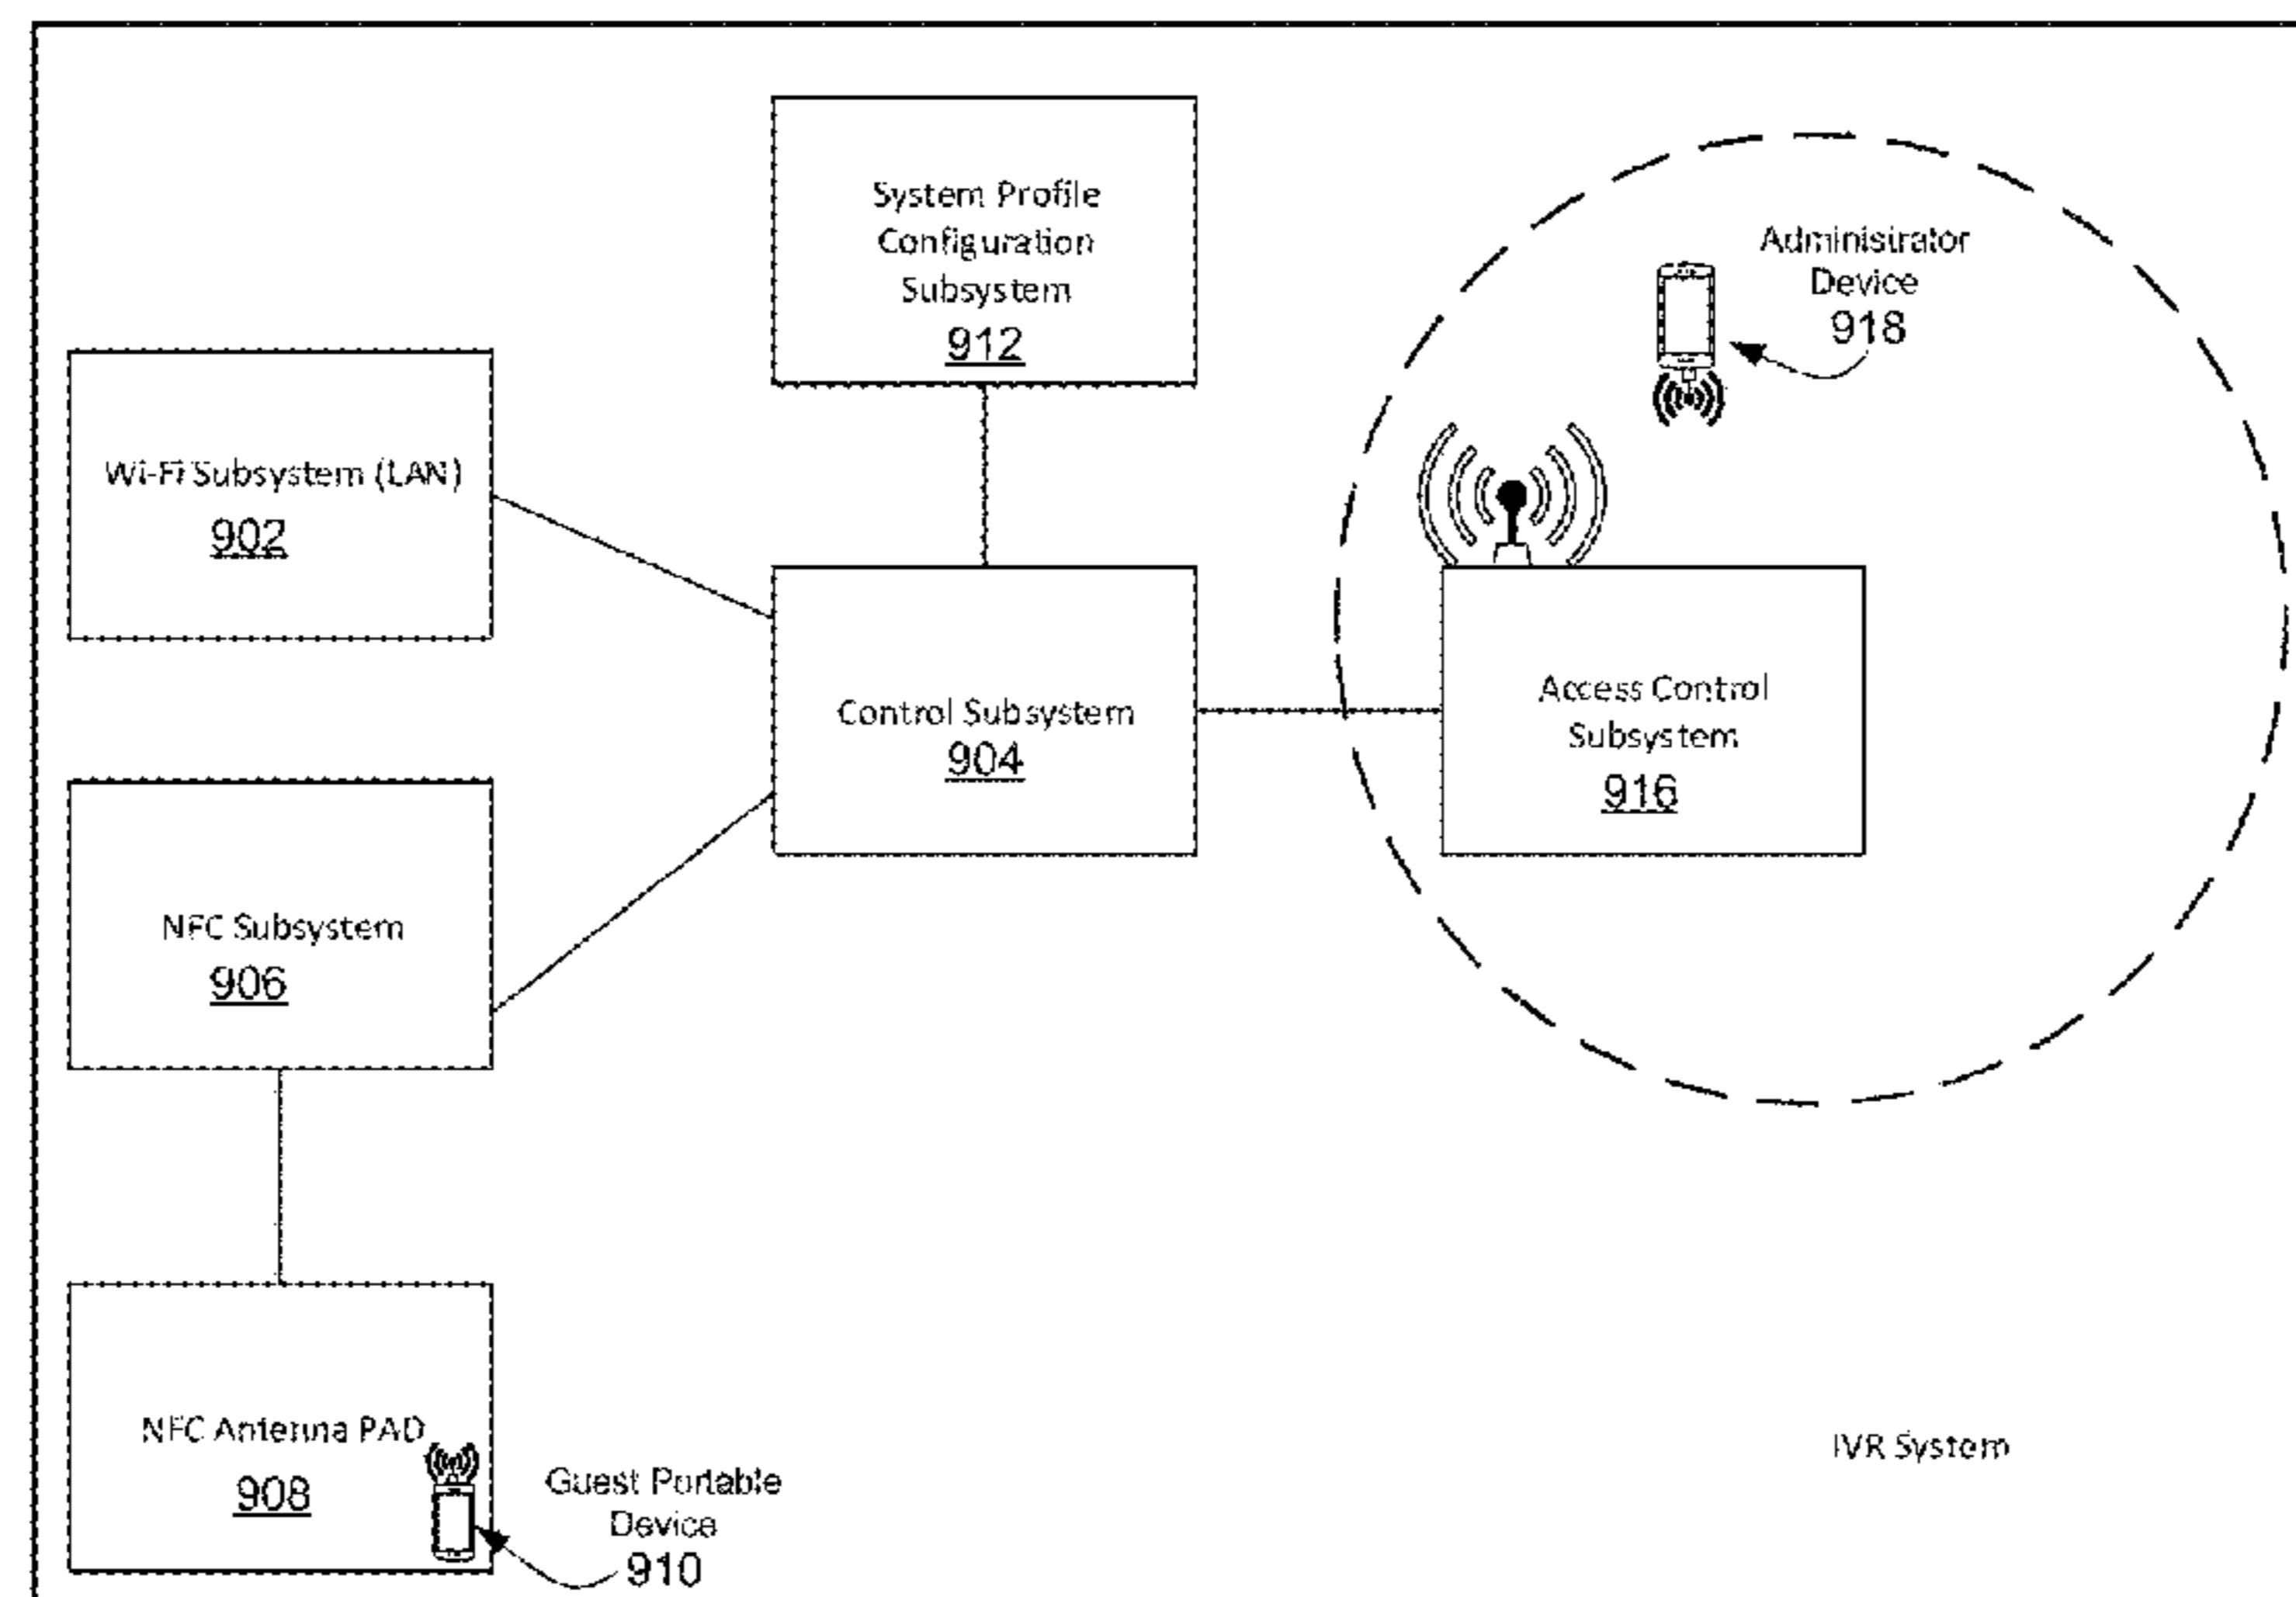 System Profile
Configuration
Subsystem
912
Administrator
Device
918
Wi-Fi Subsystem (LAN)
902
Control Subsystem
904
Access Control
Subsystem
916
NFC Subsystem
906
NFC Antenna PAD
908
Guest Portable
Device
910
IVR System